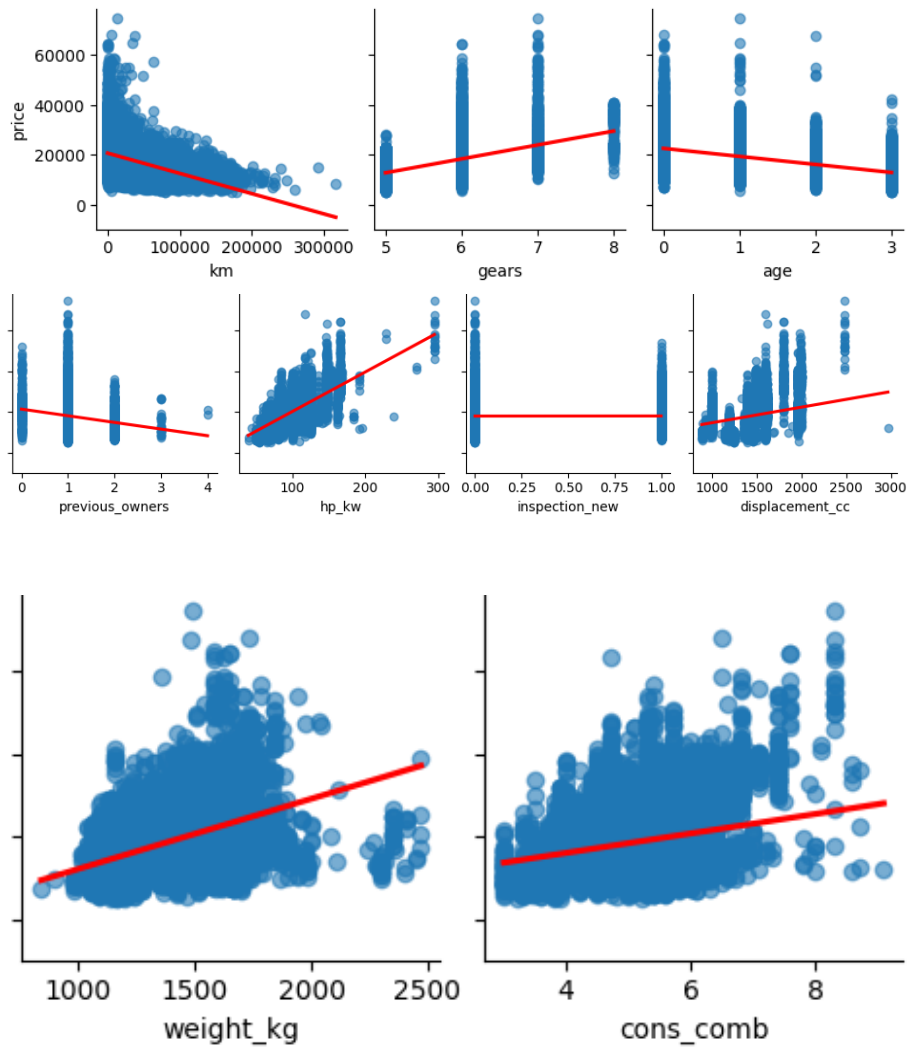 price
60000
40000
20000
0
0 100000 200000 300000
km
5 6 7 8
gears
0 1 2 3
age
0 1 2 3 4
previous_owners
100 200 300
hp_kw
0.00 0.25 0.50 0.75 1.00
inspection_new
1000 1500 2000 2500 3000
displacement_cc
1000 1500 2000 2500
weight_kg
4 6 8
cons_comb